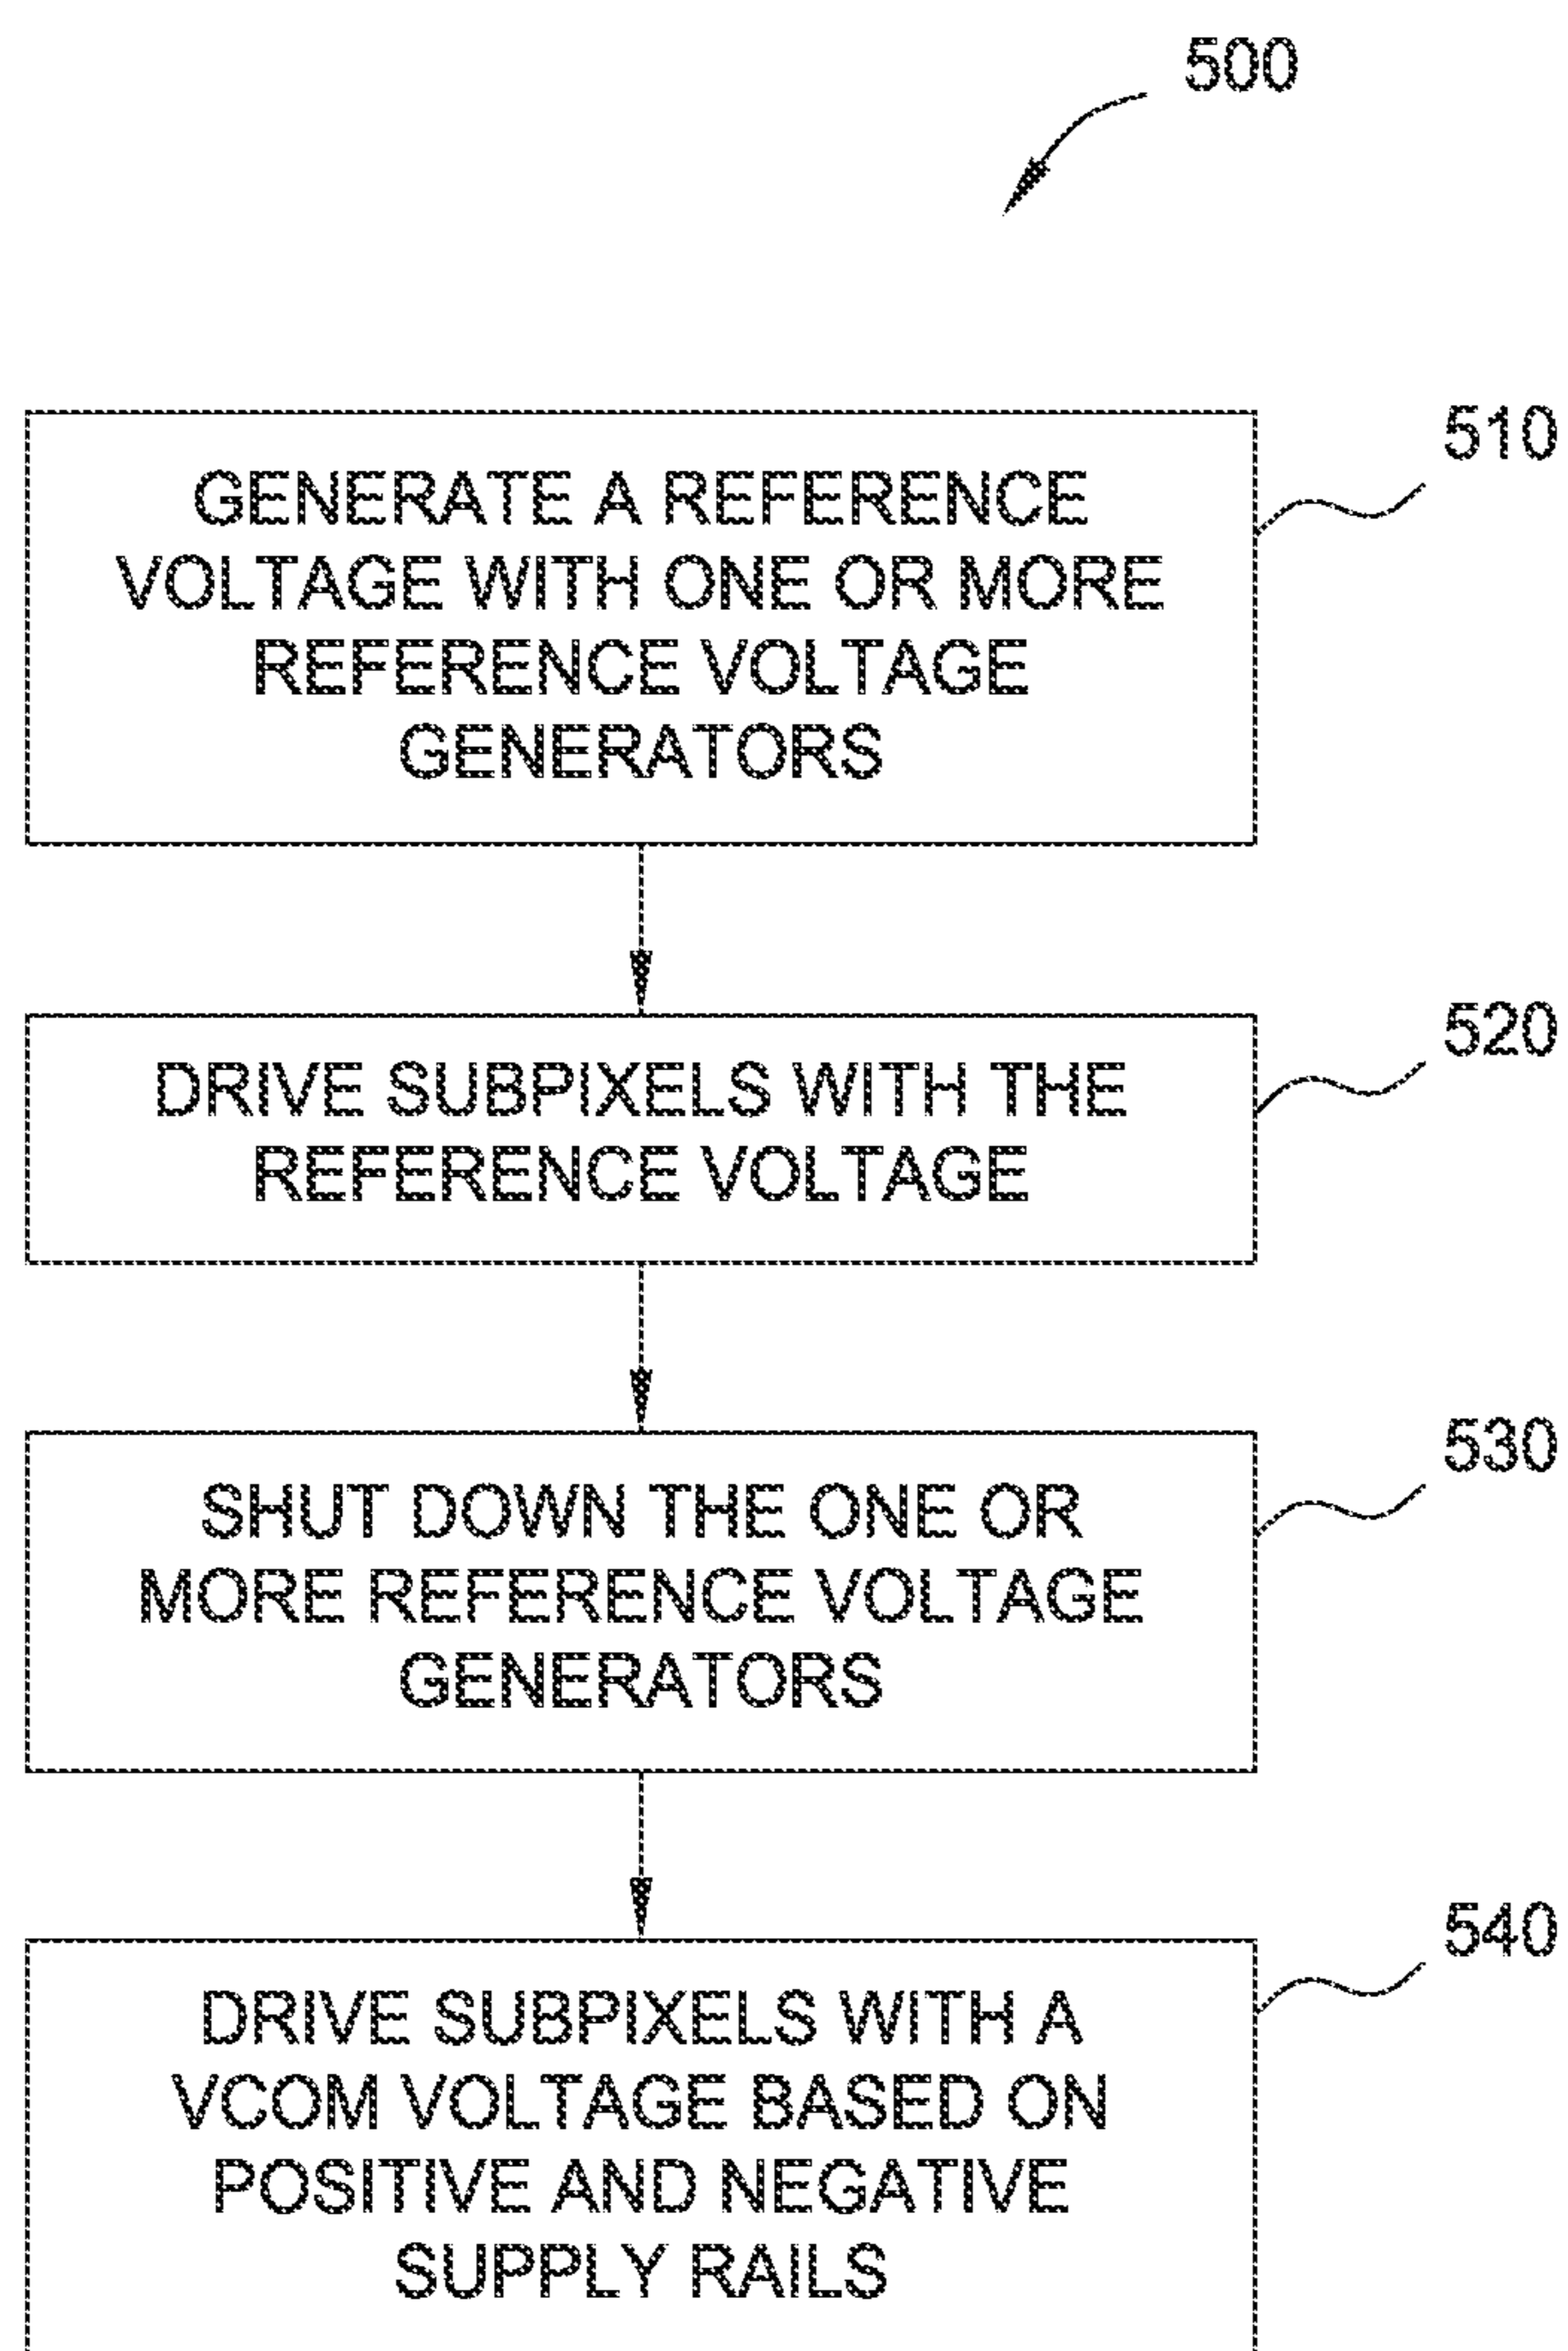 500
510
GENERATE A REFERENCE
VOLTAGE WITH ONE OR MORE
REFERENCE VOLTAGE
GENERATORS
520
DRIVE SUBPIXELS WITH THE
REFERENCE VOLTAGE
530
SHUT DOWN THE ONE OR
MORE REFERENCE VOLTAGE
GENERATORS
540
DRIVE SUBPIXELS WITH A
VCOM VOLTAGE BASED ON
POSITIVE AND NEGATIVE
SUPPLY RAILS